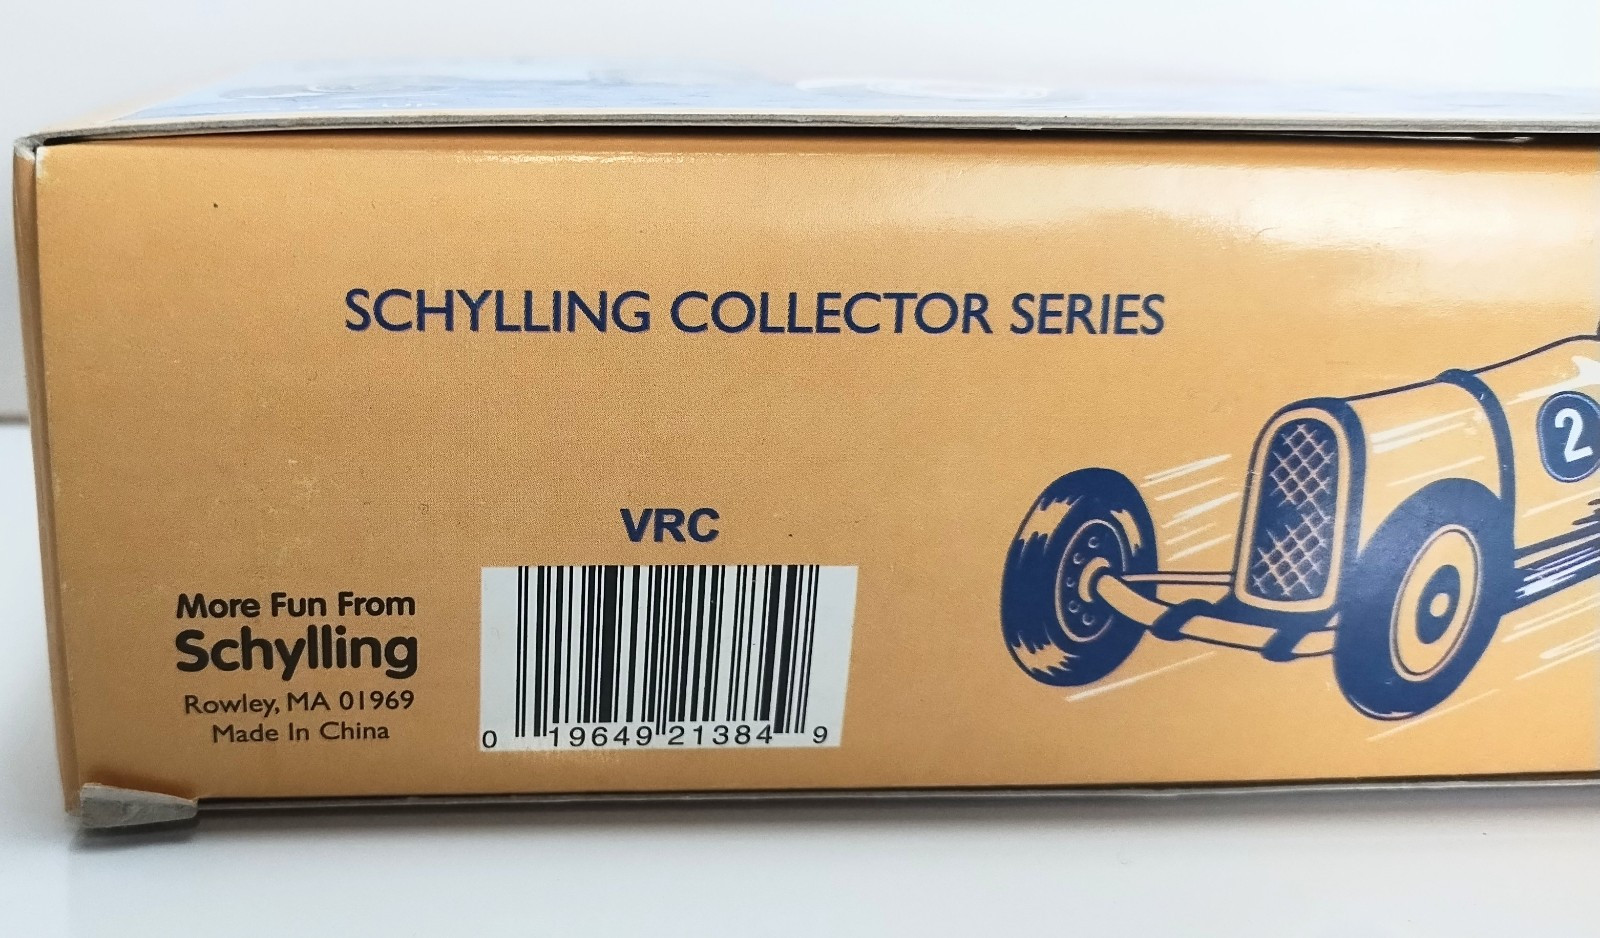 SCHYLLING COLLECTOR SERIES
2
VRC
More Fun From
Schylling
Rowley, MA 01969
Made In China
0 19649 21384 9